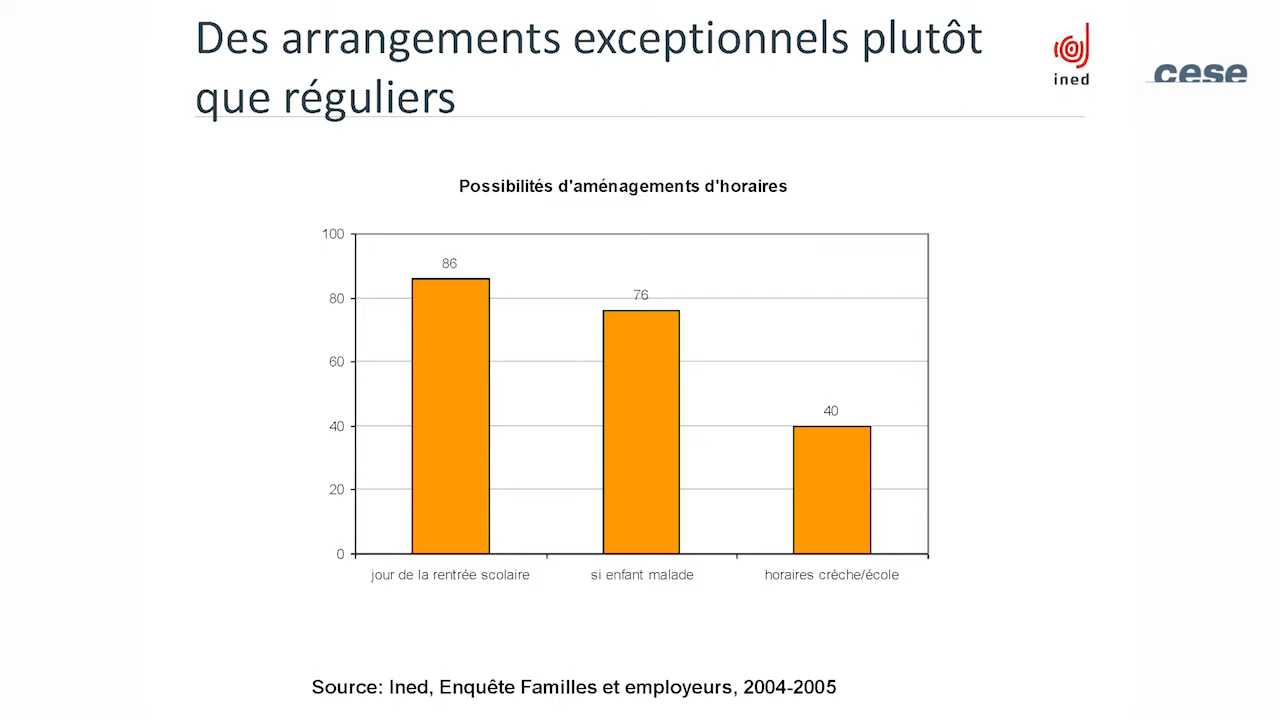 Des arrangements exceptionnels plutôt
que réguliers
ined
cese
Possibilités d'aménagements d'horaires
100
80
60
40
20
0
86
76
40
jour de la rentrée scolaire
si enfant malade
horaires crèche/école
Source: Ined, Enquête Familles et employeurs, 2004-2005